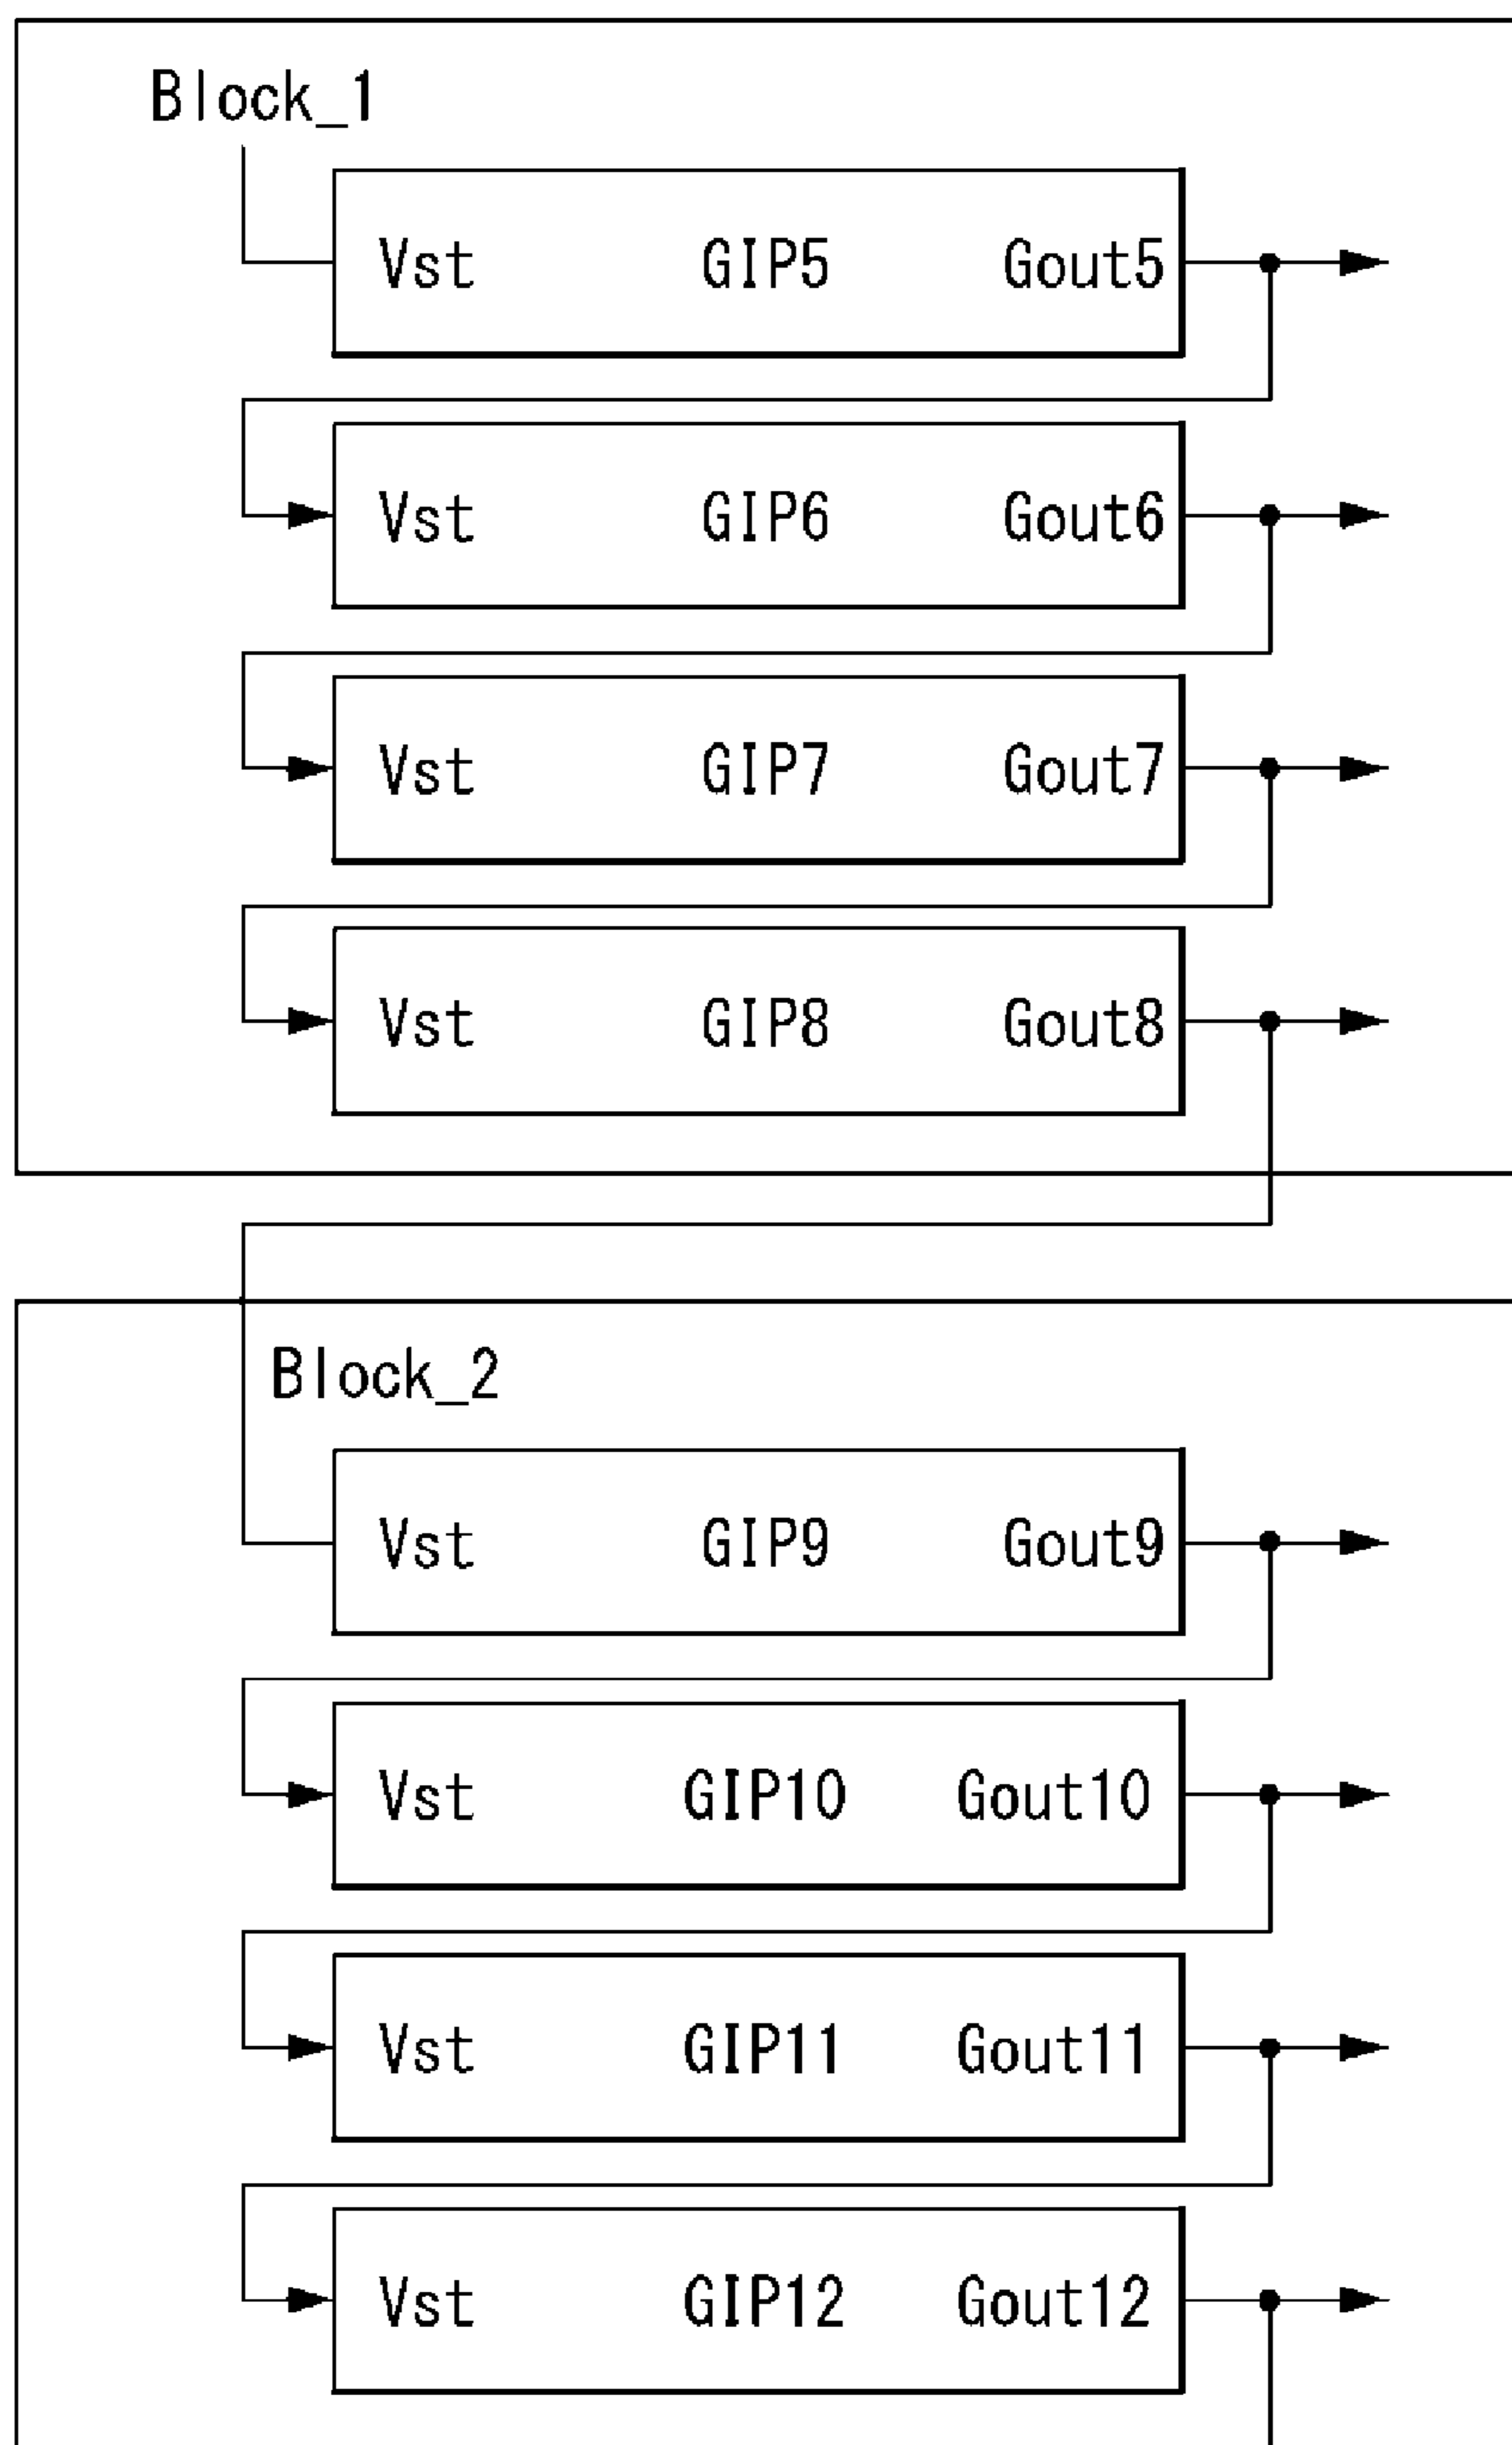 Block_1
Vst GIP5 Gout5
Vst GIP6 Gout6
Vst GIP7 Gout7
Vst GIP8 Gout8
Block_2
Vst GIP9 Gout9
Vst GIP10 Gout10
Vst GIP11 Gout11
Vst GIP12 Gout12